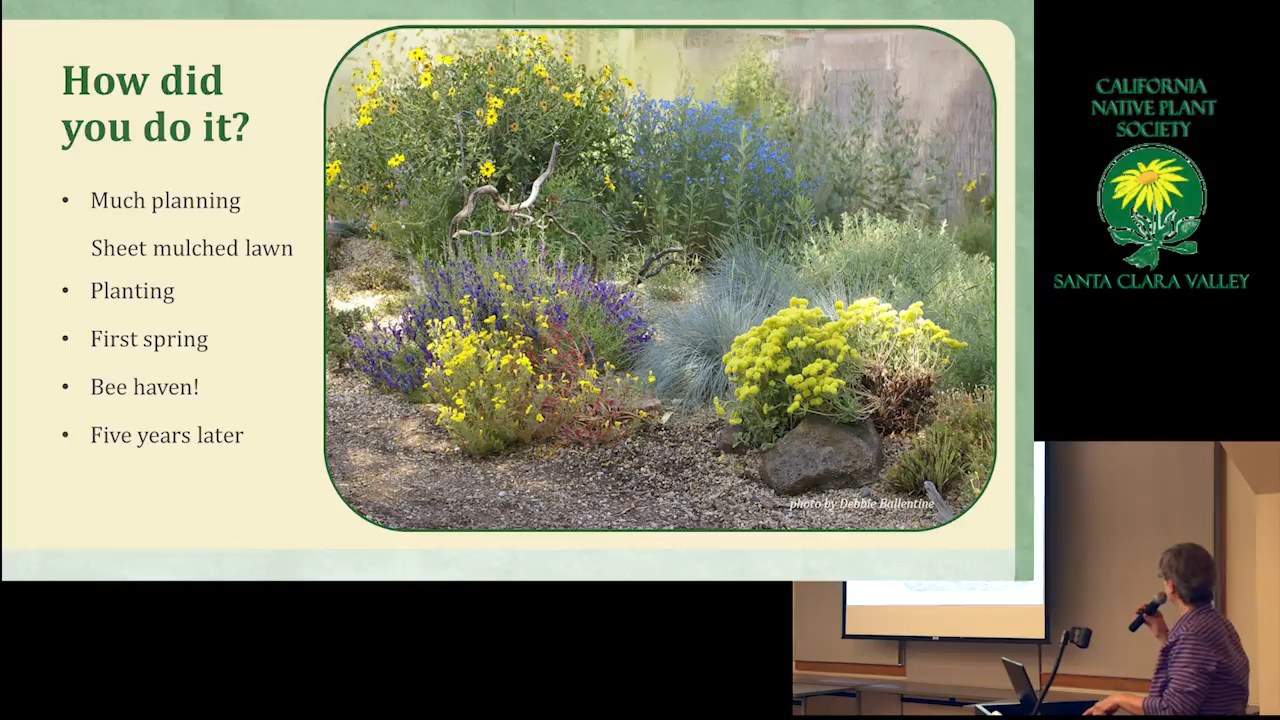 How did
you do it?
• Much planning
Sheet mulched lawn
• Planting
• First spring
• Bee haven!
• Five years later
photo by Debbie Ballentine
CALIFORNIA
NATIVE PLANT
SOCIETY
SANTA CLARA VALLEY